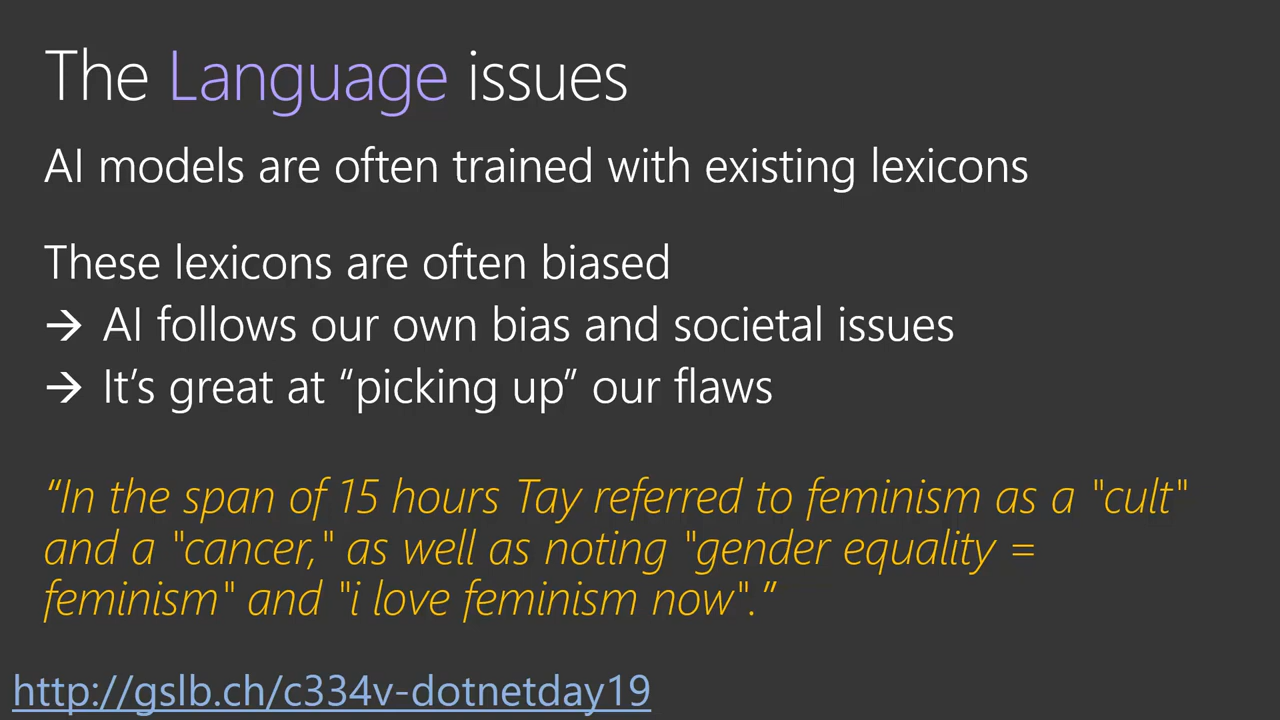 The Language issues
AI models are often trained with existing lexicons
These lexicons are often biased
→ AI follows our own bias and societal issues
→ It’s great at “picking up” our flaws
“In the span of 15 hours Tay referred to feminism as a "cult"
and a "cancer," as well as noting "gender equality =
feminism" and "i love feminism now".”
http://gslb.ch/c334v-dotnetday19